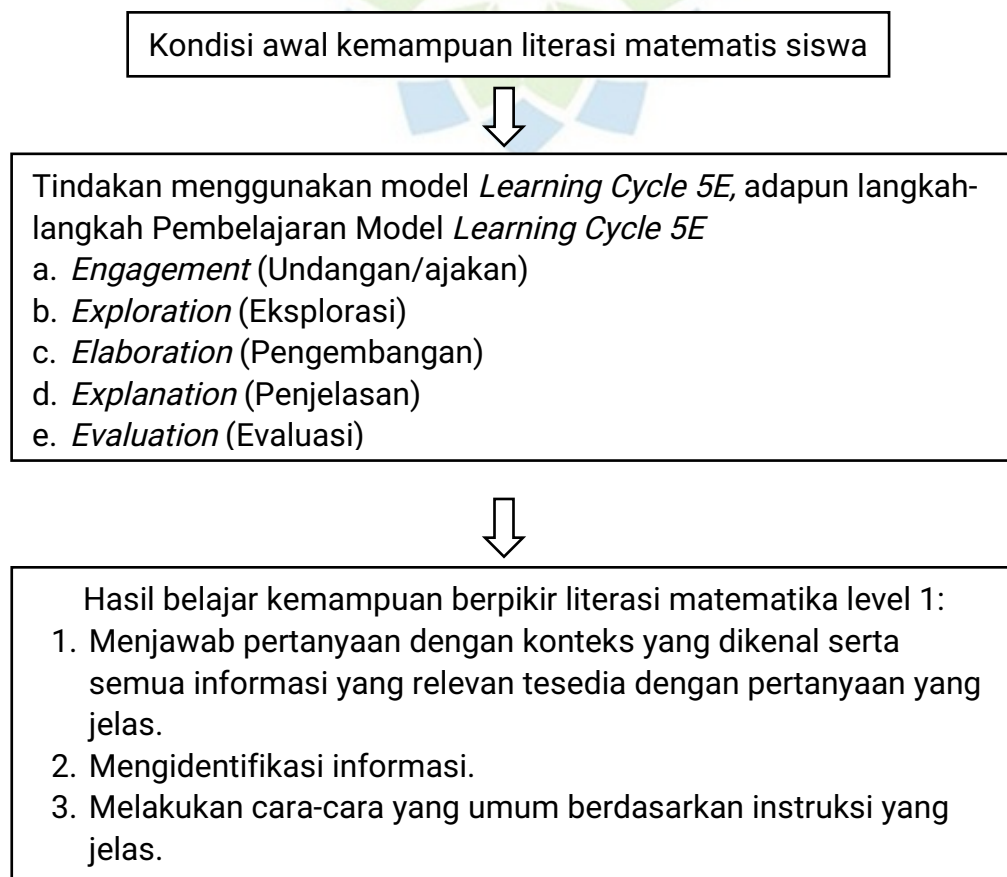 Kondisi awal kemampuan literasi matematis siswa
Tindakan menggunakan model Learning Cycle 5E, adapun langkah-
langkah Pembelajaran Model Learning Cycle 5E
a. Engagement (Undangan/ajakan)
b. Exploration (Eksplorasi)
c. Elaboration (Pengembangan)
d. Explanation (Penjelasan)
e. Evaluation (Evaluasi)
Hasil belajar kemampuan berpikir literasi matematika level 1:
1. Menjawab pertanyaan dengan konteks yang dikenal serta
semua informasi yang relevan tesedia dengan pertanyaan yang
jelas.
2. Mengidentifikasi informasi.
3. Melakukan cara-cara yang umum berdasarkan instruksi yang
jelas.